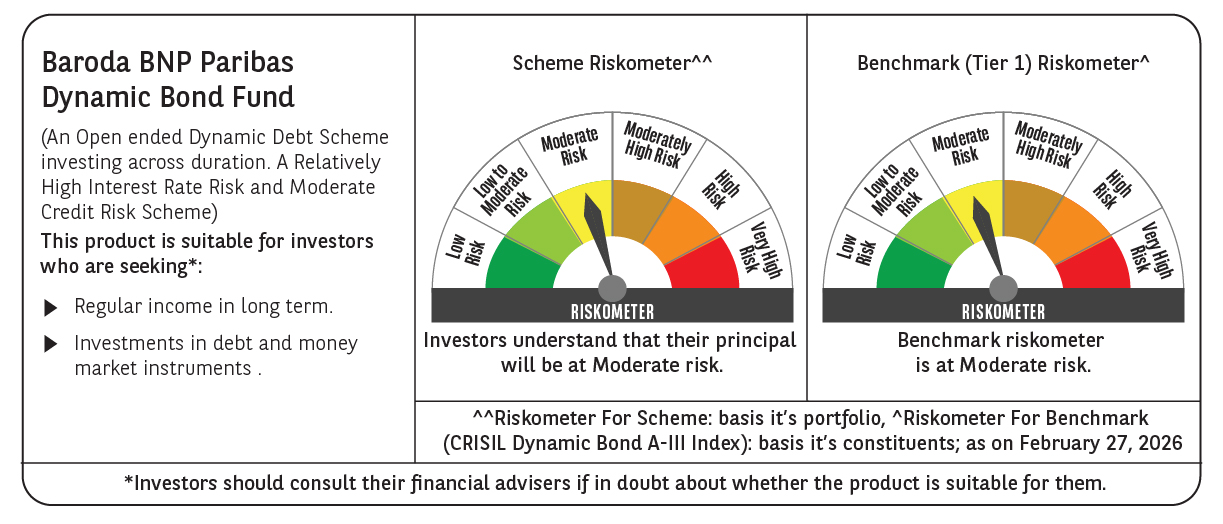 Baroda BNP Paribas
Dynamic Bond Fund
(An Open ended Dynamic Debt Scheme
investing across duration. A Relatively
High Interest Rate Risk and Moderate
Credit Risk Scheme)
This product is suitable for investors
who are seeking*:
Regular income in long term.
Investments in debt and money
market instruments .
Scheme Riskometer^^
Low
Risk
Low to
Moderate
Risk
Moderate
Risk
Moderately
High Risk
High
Risk
Very High
Risk
RISKOMETER
Investors understand that their principal
will be at Moderate risk.
Benchmark (Tier 1) Riskometer^
Low
Risk
Low to
Moderate
Risk
Moderate
Risk
Moderately
High Risk
High
Risk
Very High
Risk
RISKOMETER
Benchmark riskometer
is at Moderate risk.
^^Riskometer For Scheme: basis it’s portfolio, ^Riskometer For Benchmark
(CRISIL Dynamic Bond A-III Index): basis it’s constituents; as on February 27, 2026
*Investors should consult their financial advisers if in doubt about whether the product is suitable for them.